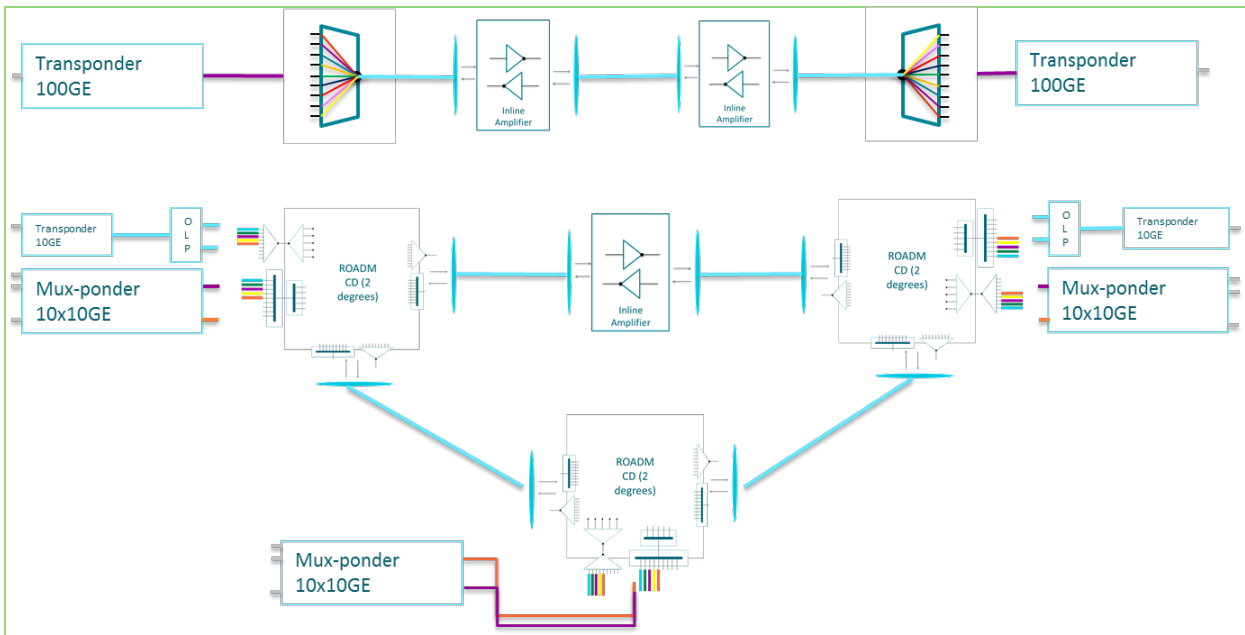 Transponder
100GE
Inline
Amplifier
Inline
Amplifier
Transponder
100GE
Transponder
10GE
O
L
P
ROADM
CD (2
degrees)
Mux-ponder
10x10GE
Inline
Amplifier
ROADM
CD (2
degrees)
O
L
P
Transponder
10GE
Mux-ponder
10x10GE
ROADM
CD (2
degrees)
Mux-ponder
10x10GE